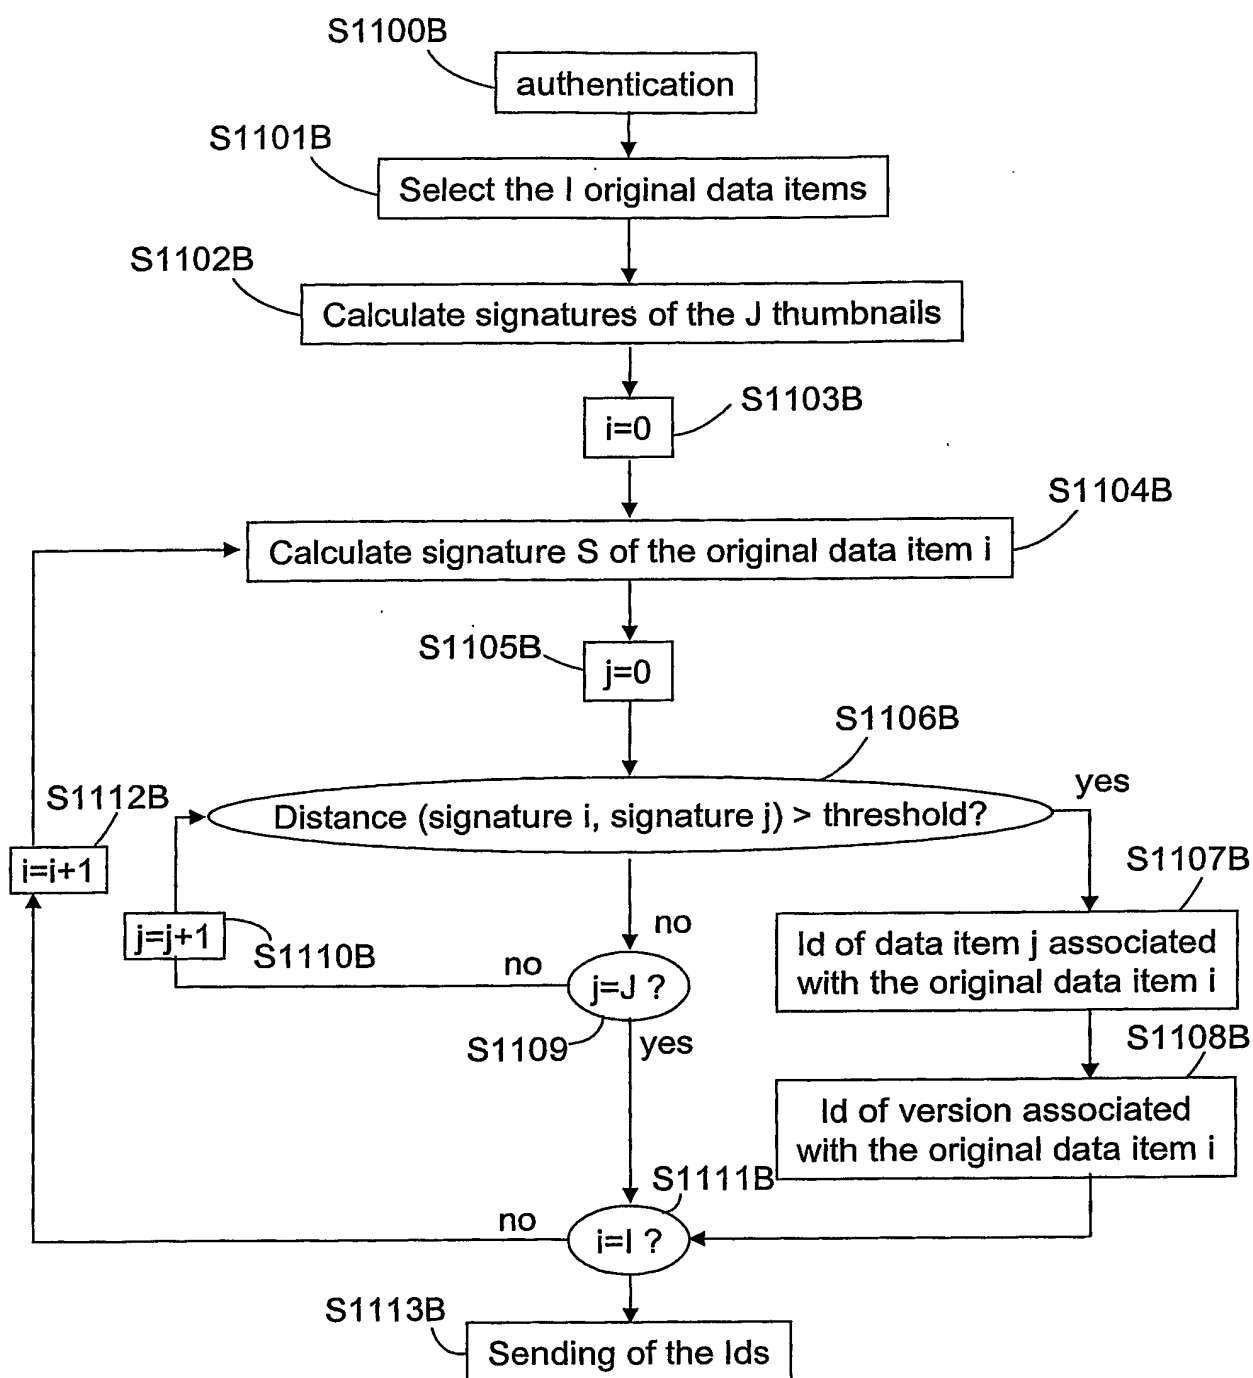 S1100B
authentication
S1101B
Select the I original data items
S1102B
Calculate signatures of the J thumbnails
S1103B
i=0
S1104B
Calculate signature S of the original data item i
S1105B
j=0
S1106B
Distance (signature i, signature j) > threshold?
yes
S1112B
i=i+1
S1107B
Id of data item j associated
with the original data item i
no
j=j+1
S1110B
no
j=J ?
S1109
yes
S1108B
Id of version associated
with the original data item i
S1111B
no
i=I ?
S1113B
Sending of the Ids